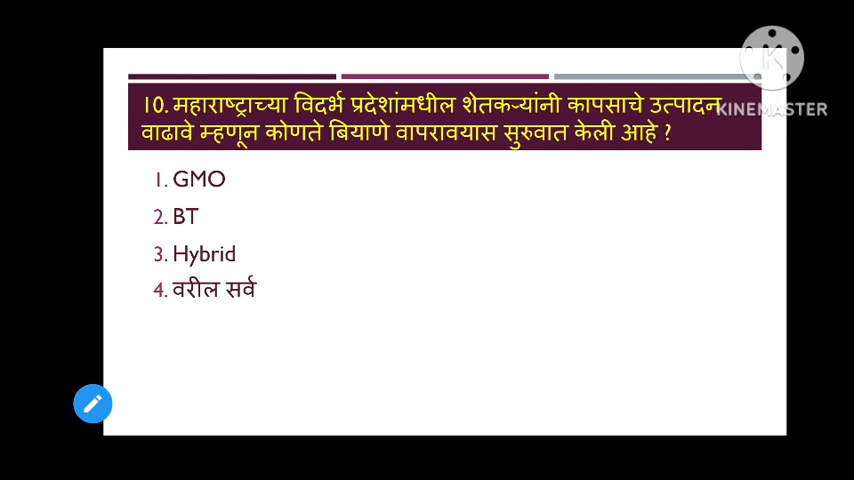 10. महाराष्ट्राच्या विदर्भ प्रदेशांमधील शेतकऱ्यांनी कापसाचे उत्पादन
वाढावे म्हणून कोणते बियाणे वापरावयास सुरुवात केली आहे ?
1. GMO
2. BT
3. Hybrid
4. वरील सर्व
K
KINEMASTER